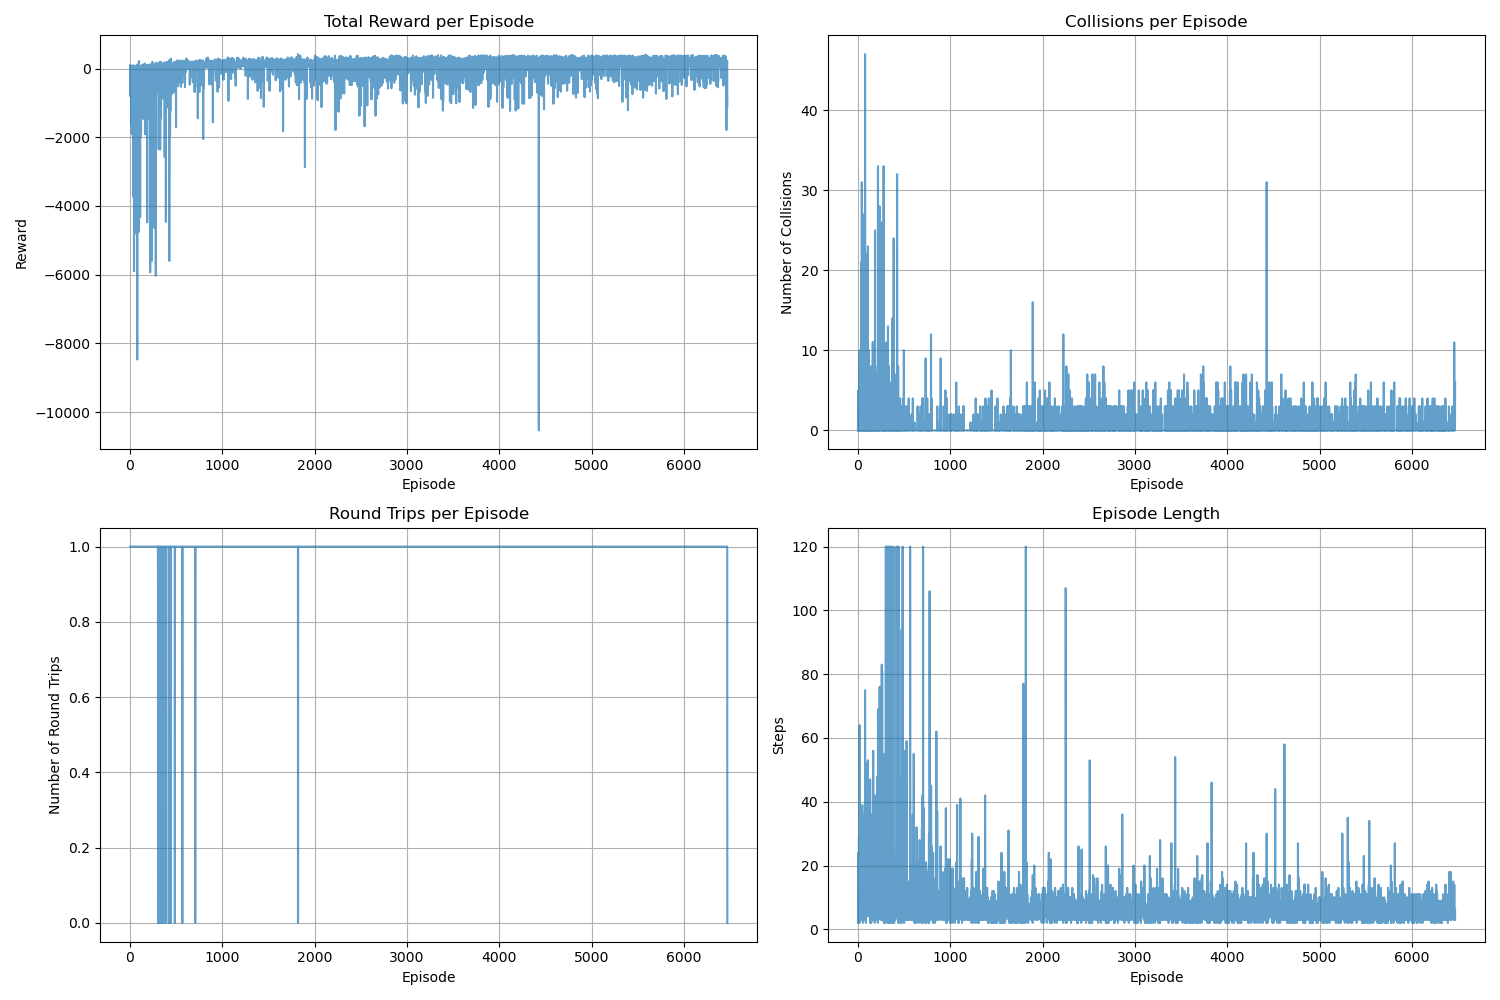 Total Reward per Episode
Reward
0
−2000
−4000
−6000
−8000
−10000
0 1000 2000 3000 4000 5000 6000
Episode
Collisions per Episode
Number of Collisions
40
30
20
10
0
0 1000 2000 3000 4000 5000 6000
Episode
Round Trips per Episode
Number of Round Trips
1.0
0.8
0.6
0.4
0.2
0.0
0 1000 2000 3000 4000 5000 6000
Episode
Episode Length
Steps
120
100
80
60
40
20
0
0 1000 2000 3000 4000 5000 6000
Episode